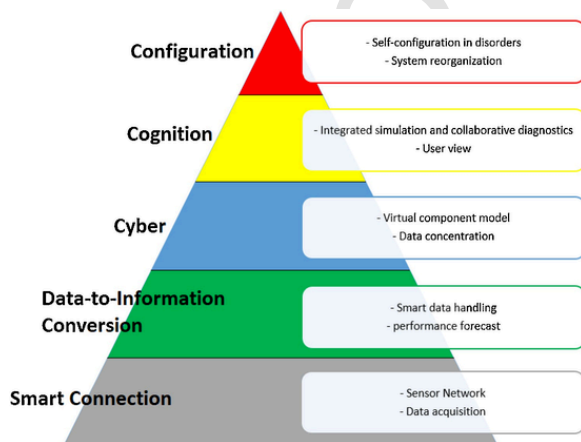 Configuration
- Self-configuration in disorders
- System reorganization
Cognition
- Integrated simulation and collaborative diagnostics
- User view
Cyber
- Virtual component model
- Data concentration
Data-to-Information
Conversion
- Smart data handling
- performance forecast
Smart Connection
- Sensor Network
- Data acquisition